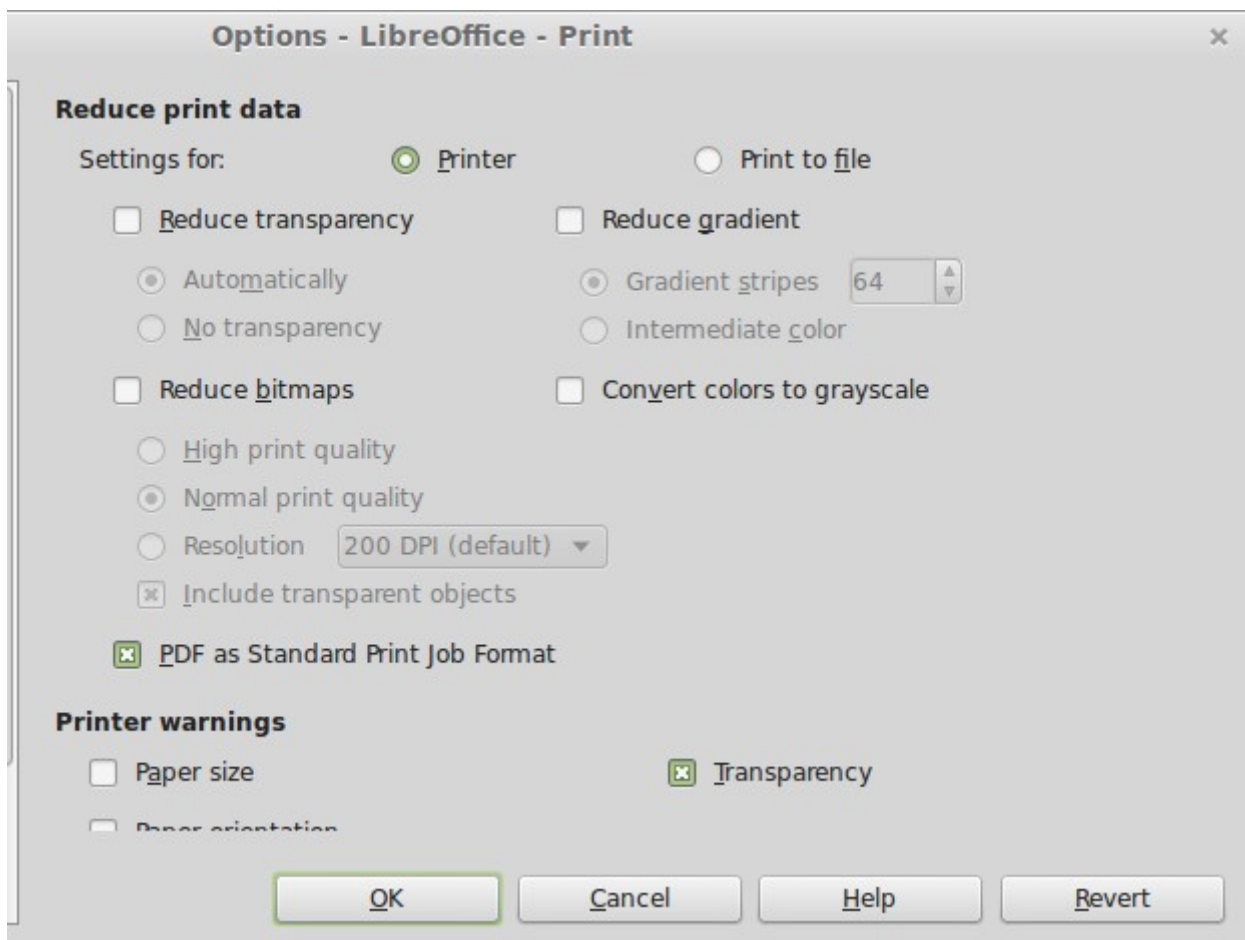 Options - LibreOffice - Print
Reduce print data
Settings for: Printer Print to file
Reduce transparency Reduce gradient
Automatically Gradient stripes 64
No transparency Intermediate color
Reduce bitmaps Convert colors to grayscale
High print quality
Normal print quality
Resolution 200 DPI (default)
Include transparent objects
PDF as Standard Print Job Format
Printer warnings
Paper size Transparency
Paper orientation
OK Cancel Help Revert